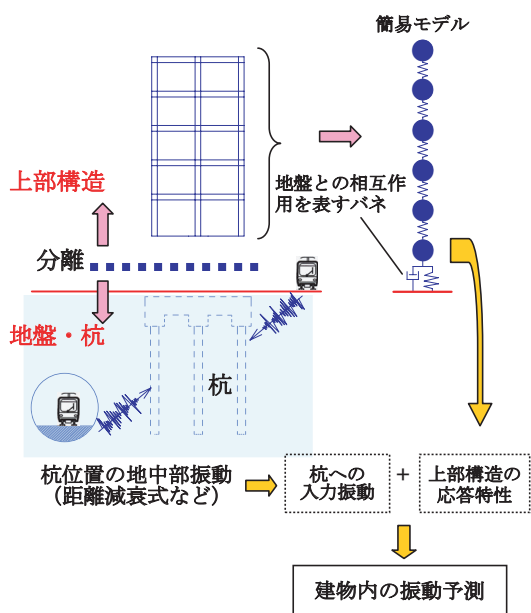 簡易モデル
上部構造
地盤との相互作
用を表すバネ
分離
地盤・杭
杭
杭位置の地中部振動
（距離減衰式など）
杭への
入力振動
+
上部構造の
応答特性
建物内の振動予測